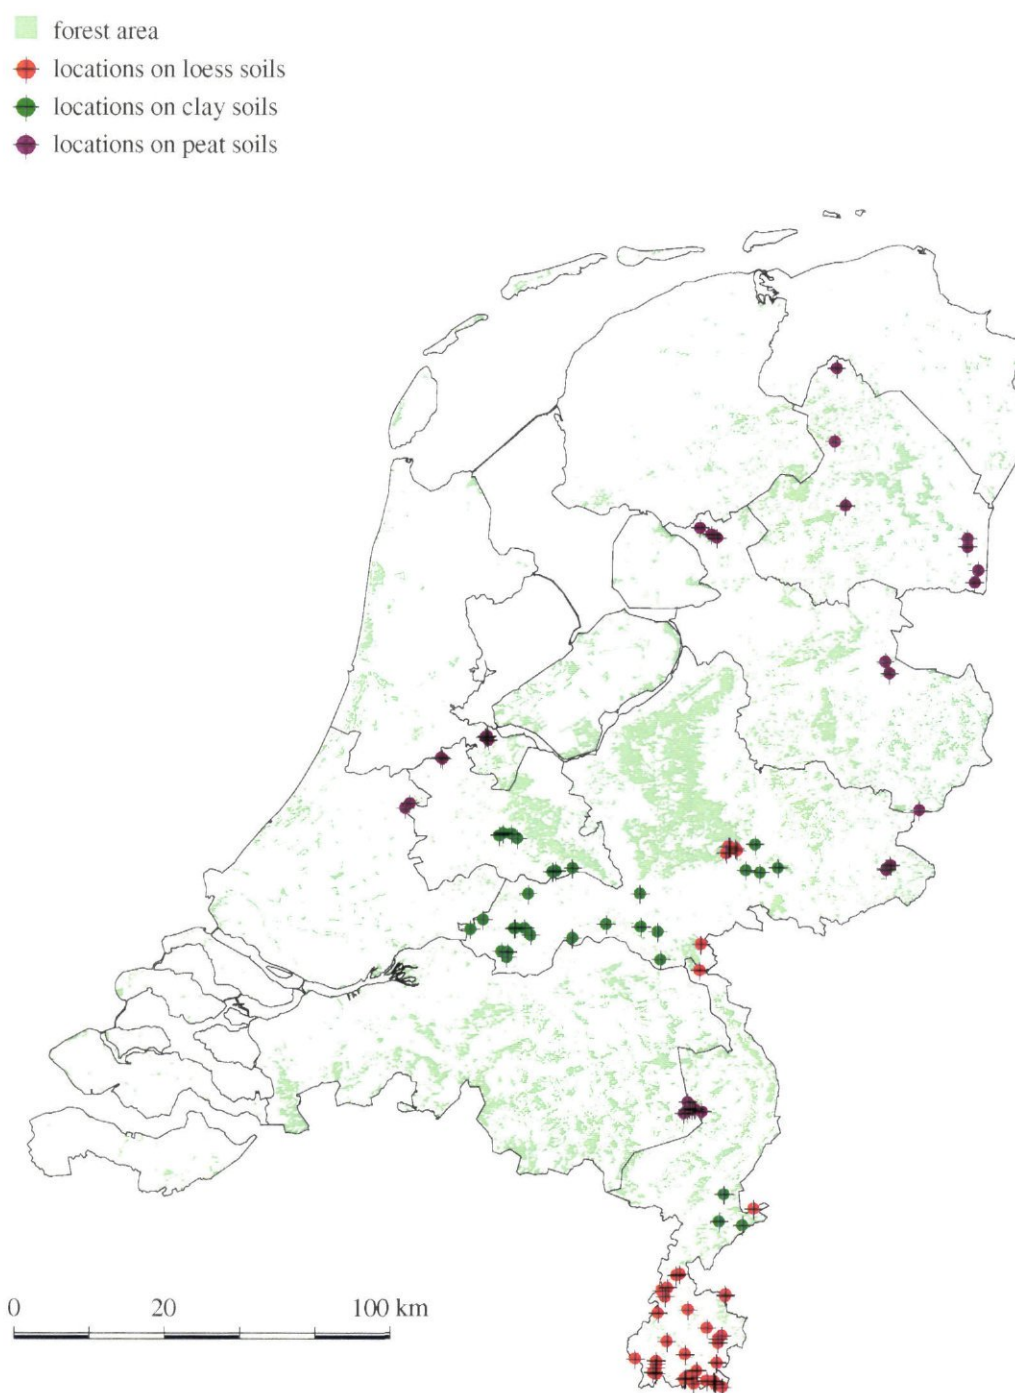 forest area
locations on loess soils
locations on clay soils
locations on peat soils
0 20 100 km